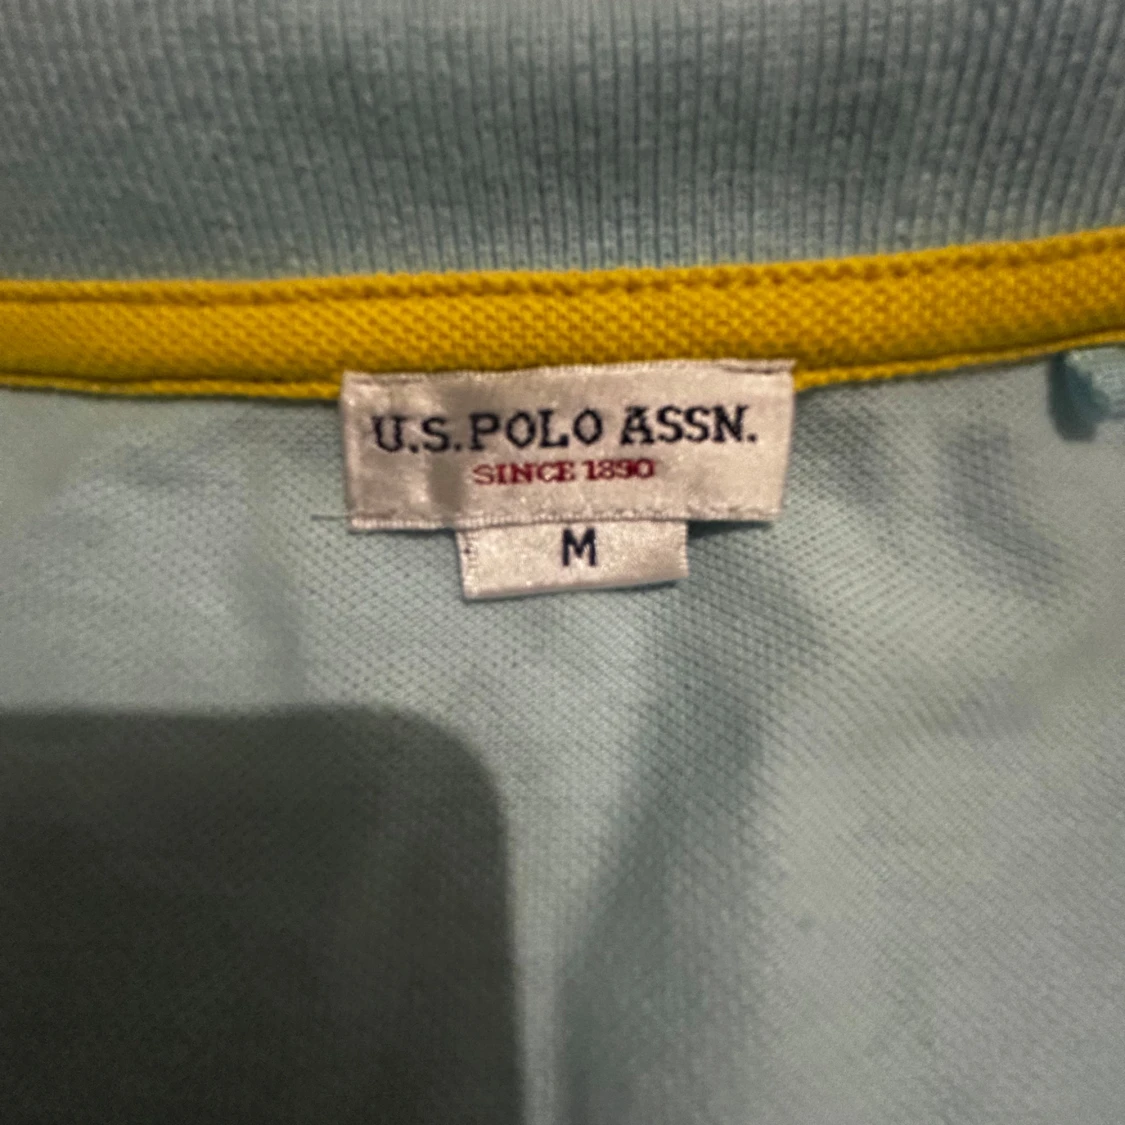 U.S. POLO ASSN.
SINCE 1890
M